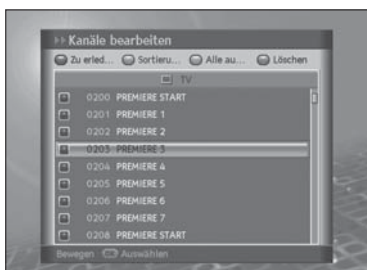 Kanäle bearbeiten
Zu erled... Sortieru... Alle au... Löschen
TV
0200 PREMIERE START
0201 PREMIERE 1
0202 PREMIERE 2
0203 PREMIERE 3
0204 PREMIERE 4
0205 PREMIERE 5
0206 PREMIERE 6
0207 PREMIERE 7
0208 PREMIERE START
Bewegen OK Auswählen